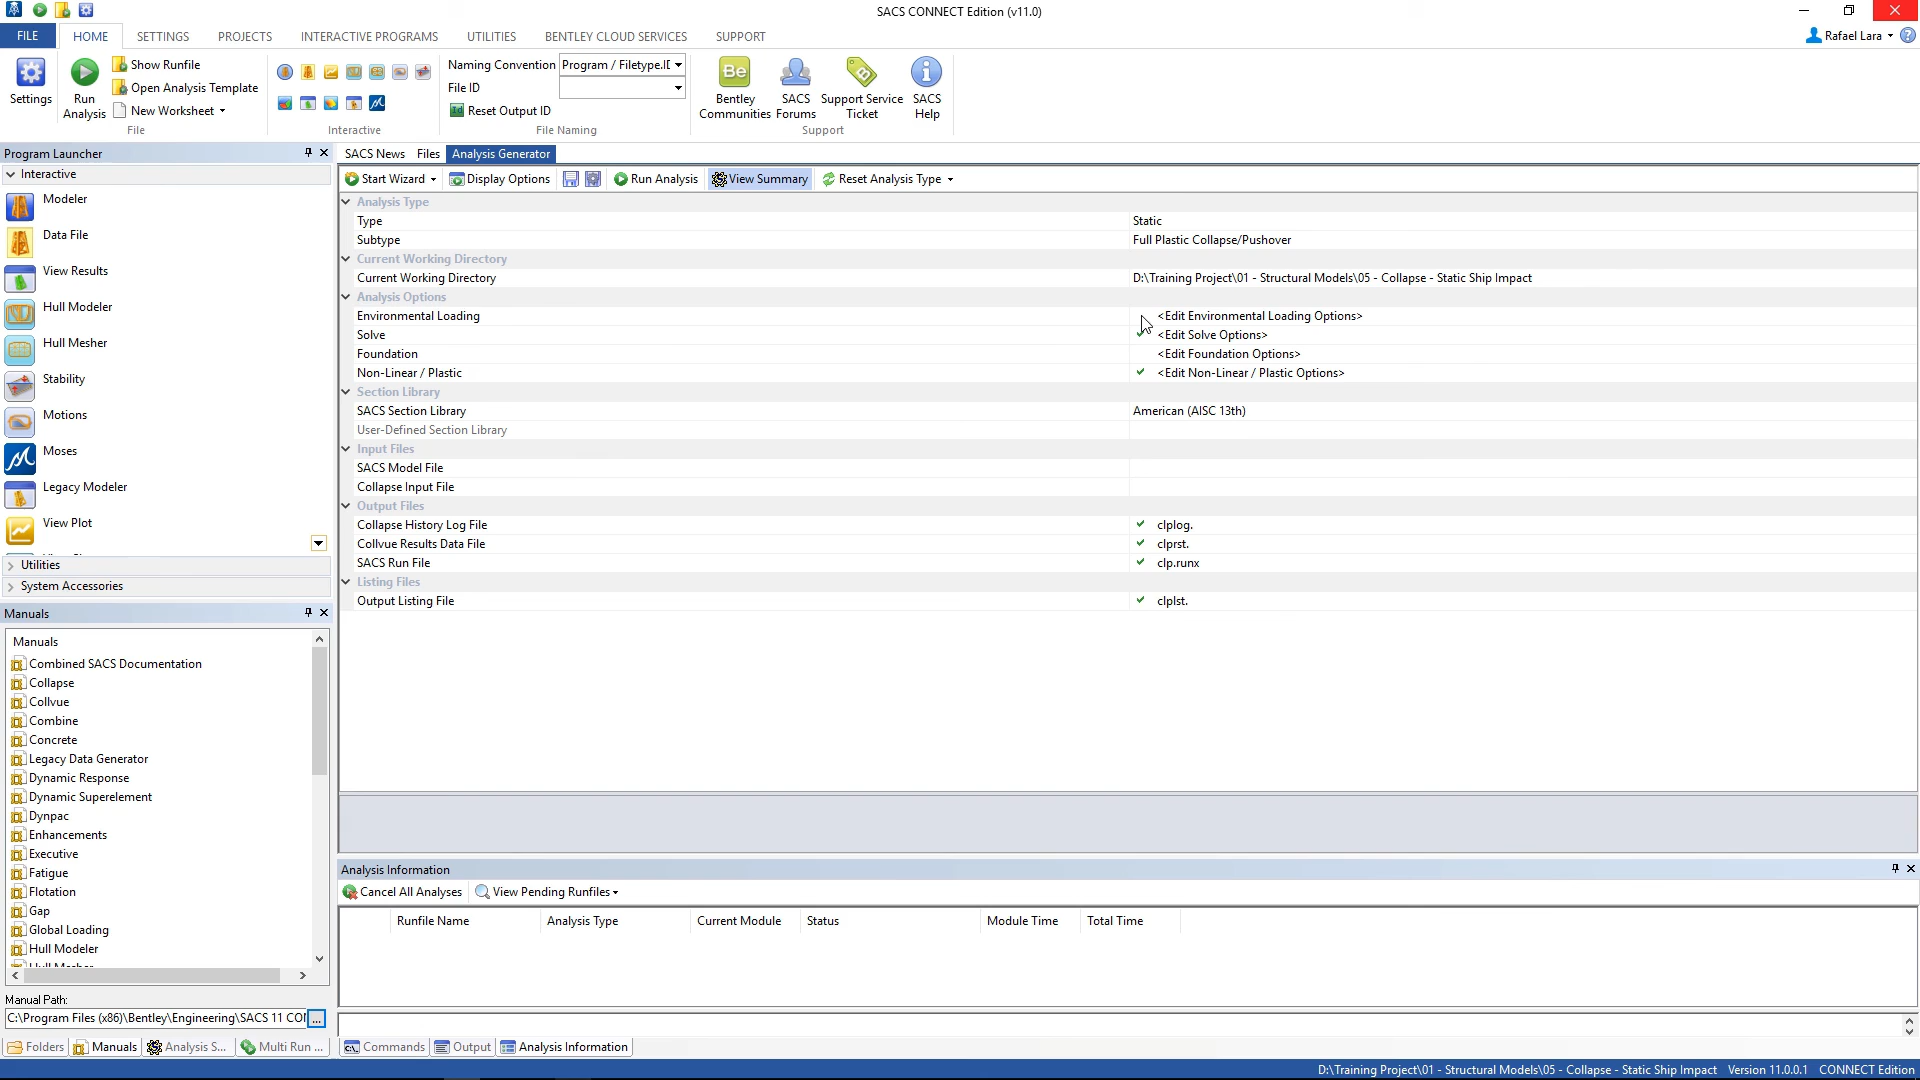 SACS CONNECT Edition (v11.0)
FILE HOME SETTINGS PROJECTS INTERACTIVE PROGRAMS UTILITIES BENTLEY CLOUD SERVICES SUPPORT
Rafael Lara
Settings
Run Analysis
Show Runfile
Open Analysis Template
New Worksheet
File
Interactive
Naming Convention Program / Filetype.IC
File ID
Id Reset Output ID
File Naming
Be
Bentley Communities
SACS Forums
Support Service Ticket
SACS Help
Support
Program Launcher
Interactive
Modeler
Data File
View Results
Hull Modeler
Hull Mesher
Stability
Motions
Moses
Legacy Modeler
View Plot
Utilities
System Accessories
Manuals
Manuals
Combined SACS Documentation
Collapse
Collvue
Combine
Concrete
Legacy Data Generator
Dynamic Response
Dynamic Superelement
Dynpac
Enhancements
Executive
Fatigue
Flotation
Gap
Global Loading
Hull Modeler
Manual Path:
C:\Program Files (x86)\Bentley\Engineering\SACS 11 CO ...
Folders Manuals Analysis S... Multi Run ...
SACS News Files Analysis Generator
Start Wizard Display Options Run Analysis View Summary Reset Analysis Type
Analysis Type
Type Static
Subtype Full Plastic Collapse/Pushover
Current Working Directory
Current Working Directory D:\Training Project\01 - Structural Models\05 - Collapse - Static Ship Impact
Analysis Options
Environmental Loading <Edit Environmental Loading Options>
Solve <Edit Solve Options>
Foundation <Edit Foundation Options>
Non-Linear / Plastic <Edit Non-Linear / Plastic Options>
Section Library
SACS Section Library American (AISC 13th)
User-Defined Section Library
Input Files
SACS Model File
Collapse Input File
Output Files
Collapse History Log File clplog.
Collvue Results Data File clprst.
SACS Run File clp.runx
Listing Files
Output Listing File clplst.
Analysis Information
Cancel All Analyses View Pending Runfiles
Runfile Name Analysis Type Current Module Status Module Time Total Time
Commands Output Analysis Information
D:\Training Project\01 - Structural Models\05 - Collapse - Static Ship Impact Version 11.0.0.1 CONNECT Edition